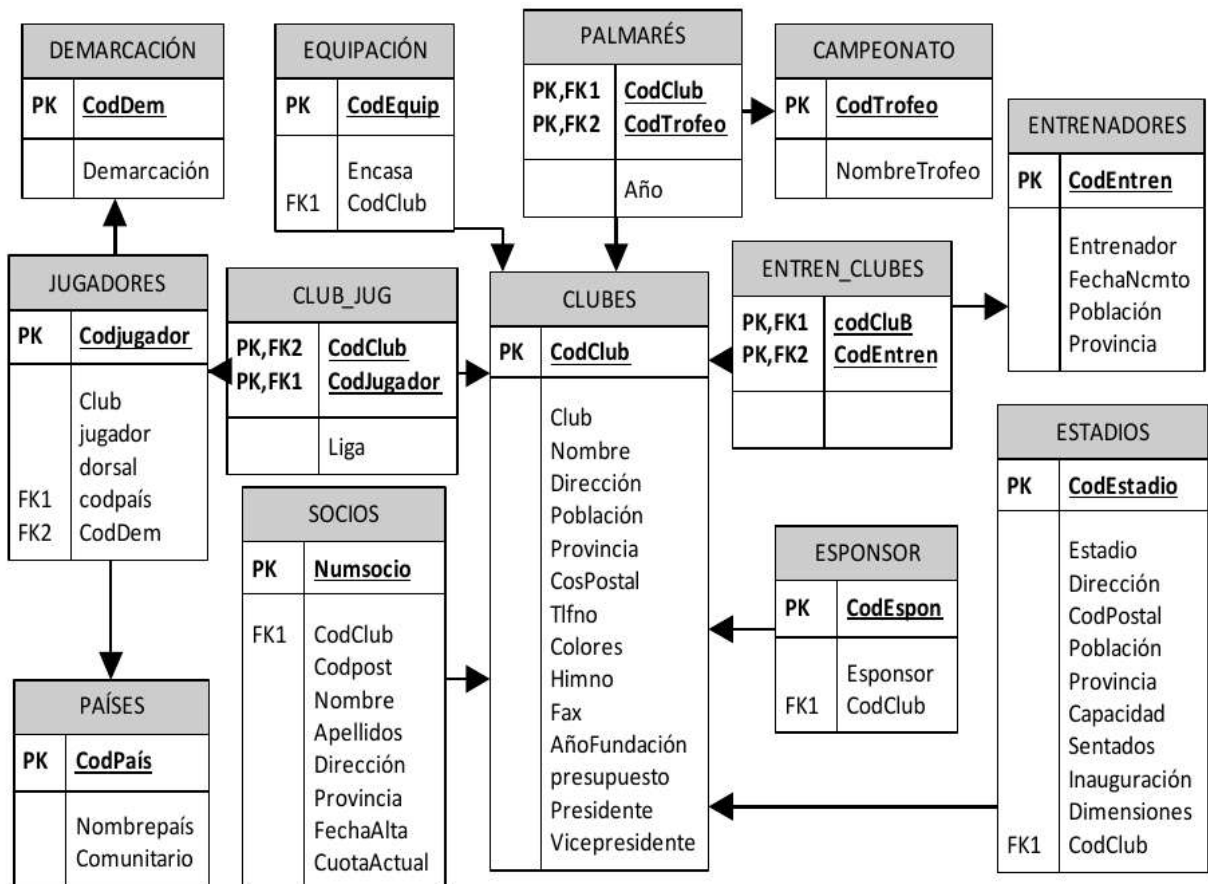 DEMARCACIÓN
PK CodDem
Demarcación
EQUIPACIÓN
PK CodEquip
Encasa
FK1 CodClub
PALMARÉS
PK,FK1 CodClub
PK,FK2 CodTrofeo
Año
CAMPEONATO
PK CodTrofeo
NombreTrofeo
ENTRENADORES
PK CodEntren
Entrenador
FechaNcmto
Población
Provincia
JUGADORES
PK Codjugador
Club
jugador
dorsal
FK1 codpaís
FK2 CodDem
CLUB_JUG
PK,FK2 CodClub
PK,FK1 CodJugador
Liga
CLUBES
PK CodClub
Club
Nombre
Dirección
Población
Provincia
CosPostal
Tlfno
Colores
Himno
Fax
AñoFundación
presupuesto
Presidente
Vicepresidente
ENTREN_CLUBES
PK,FK1 codCluB
PK,FK2 CodEntren
ESTADIOS
PK CodEstadio
Estadio
Dirección
CodPostal
Población
Provincia
Capacidad
Sentados
Inauguración
Dimensiones
FK1 CodClub
SOCIOS
PK Numsocio
FK1 CodClub
Codpost
Nombre
Apellidos
Dirección
Provincia
FechaAlta
CuotaActual
ESPONSOR
PK CodEspon
Esponsor
FK1 CodClub
PAÍSES
PK CodPaís
Nombrepaís
Comunitario